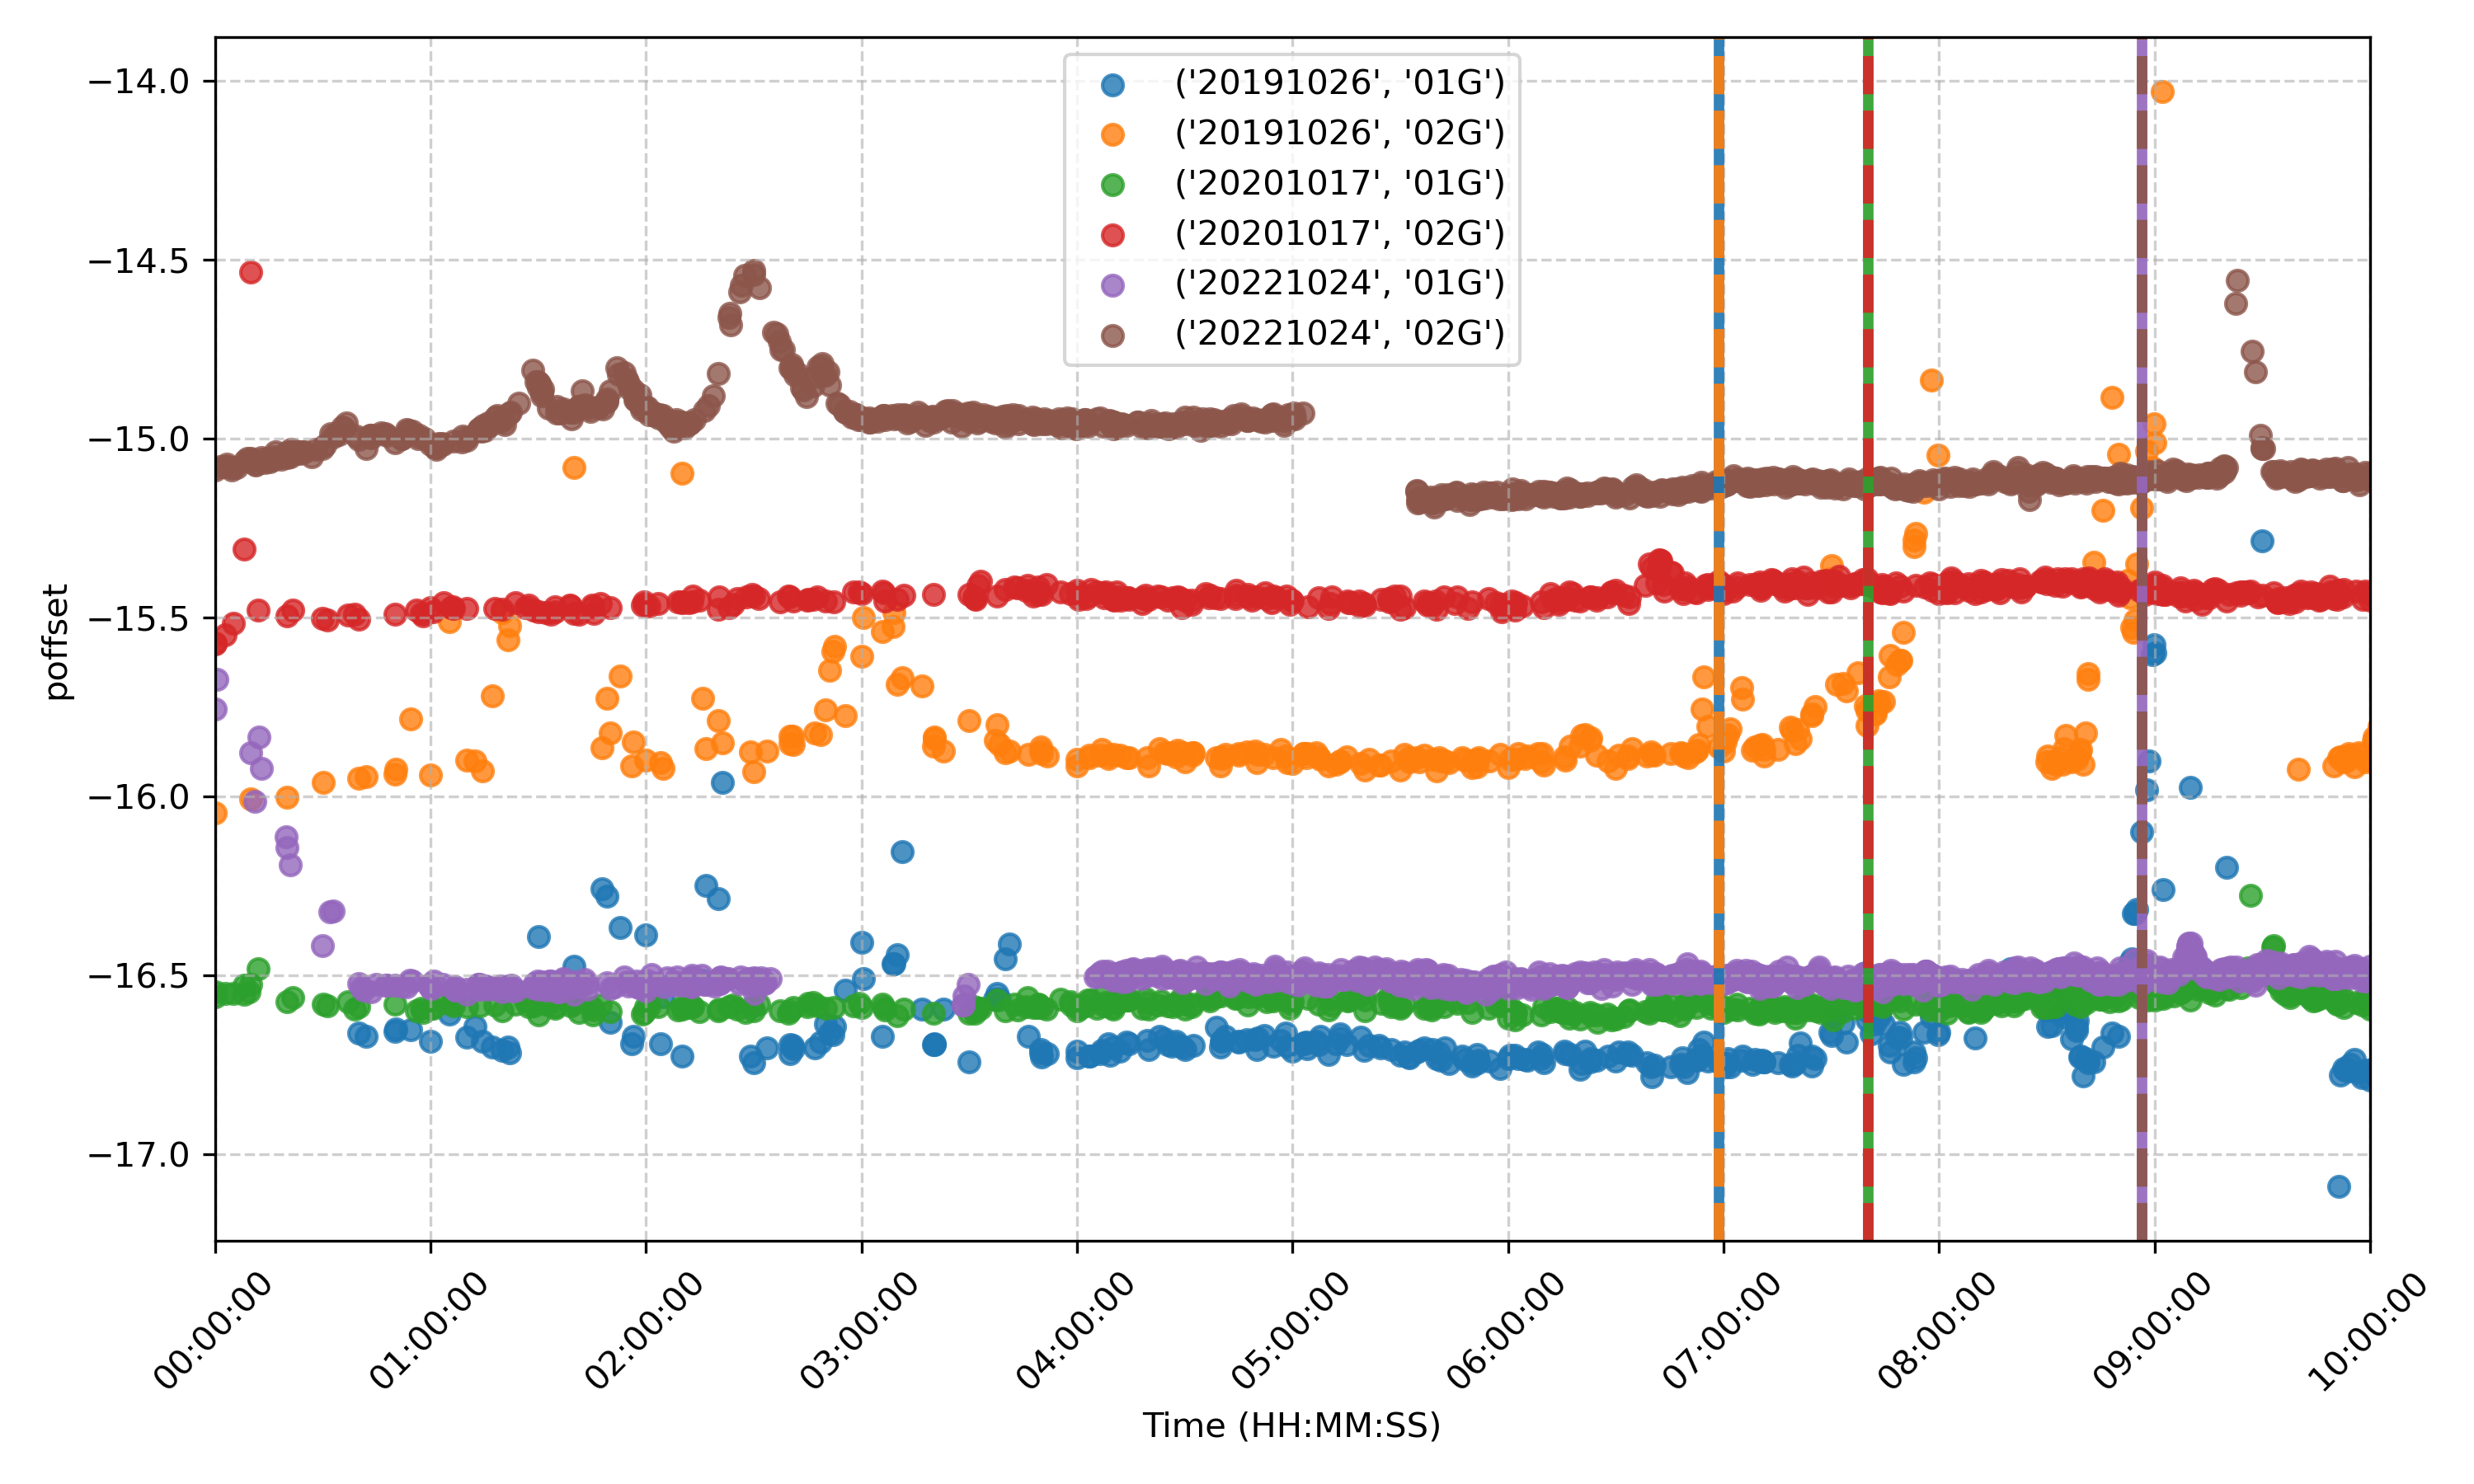 −14.0
−14.5
−15.0
−15.5
−16.0
−16.5
−17.0
poffset
('20191026', '01G')
('20191026', '02G')
('20201017', '01G')
('20201017', '02G')
('20221024', '01G')
('20221024', '02G')
00:00:00
01:00:00
02:00:00
03:00:00
04:00:00
05:00:00
06:00:00
07:00:00
08:00:00
09:00:00
10:00:00
Time (HH:MM:SS)